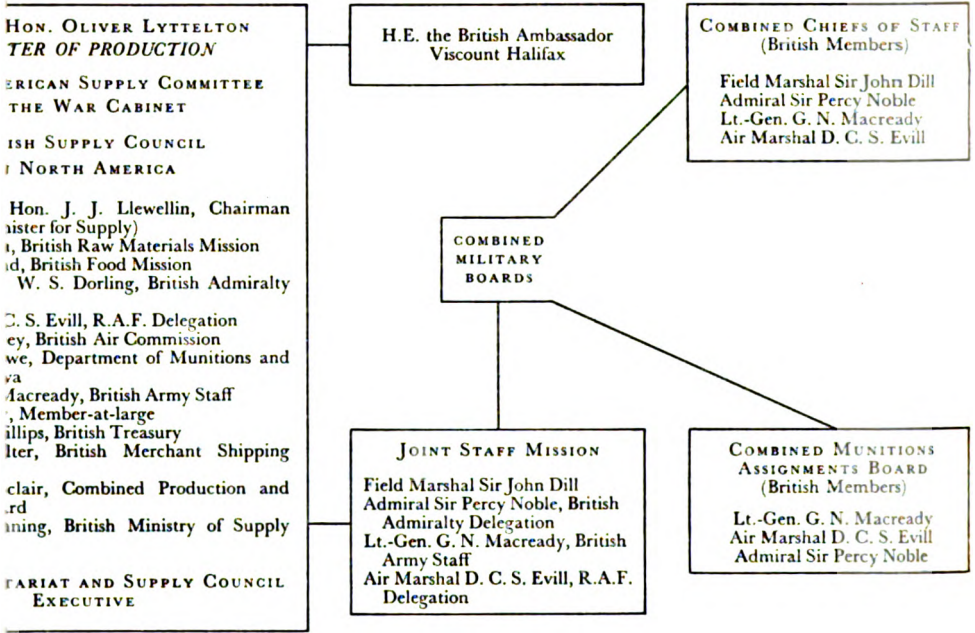 HON. OLIVER LYTTELTON
TER OF PRODUCTION
ERICAN SUPPLY COMMITTEE
THE WAR CABINET
ISH SUPPLY COUNCIL
NORTH AMERICA
Hon. J. J. Llewellin, Chairman
nister for Supply)
, British Raw Materials Mission
d, British Food Mission
W. S. Dorling, British Admiralty
C. S. Evill, R.A.F. Delegation
ey, British Air Commission
we, Department of Munitions and
va
Macready, British Army Staff
, Member-at-large
illips, British Treasury
lter, British Merchant Shipping
clair, Combined Production and
rd
ning, British Ministry of Supply
TARIAT AND SUPPLY COUNCIL
EXECUTIVE
H.E. the British Ambassador
Viscount Halifax
COMBINED CHIEFS OF STAFF
(British Members)
Field Marshal Sir John Dill
Admiral Sir Percy Noble
Lt.-Gen. G. N. Macready
Air Marshal D. C. S. Evill
COMBINED
MILITARY
BOARDS
JOINT STAFF MISSION
Field Marshal Sir John Dill
Admiral Sir Percy Noble, British
Admiralty Delegation
Lt.-Gen. G. N. Macready, British
Army Staff
Air Marshal D. C. S. Evill, R.A.F.
Delegation
COMBINED MUNITIONS
ASSIGNMENTS BOARD
(British Members)
Lt.-Gen. G. N. Macready
Air Marshal D. C. S. Evill
Admiral Sir Percy Noble